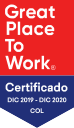 Great
Place
To
Work®
Certificado
DIC 2019 - DIC 2020
COL